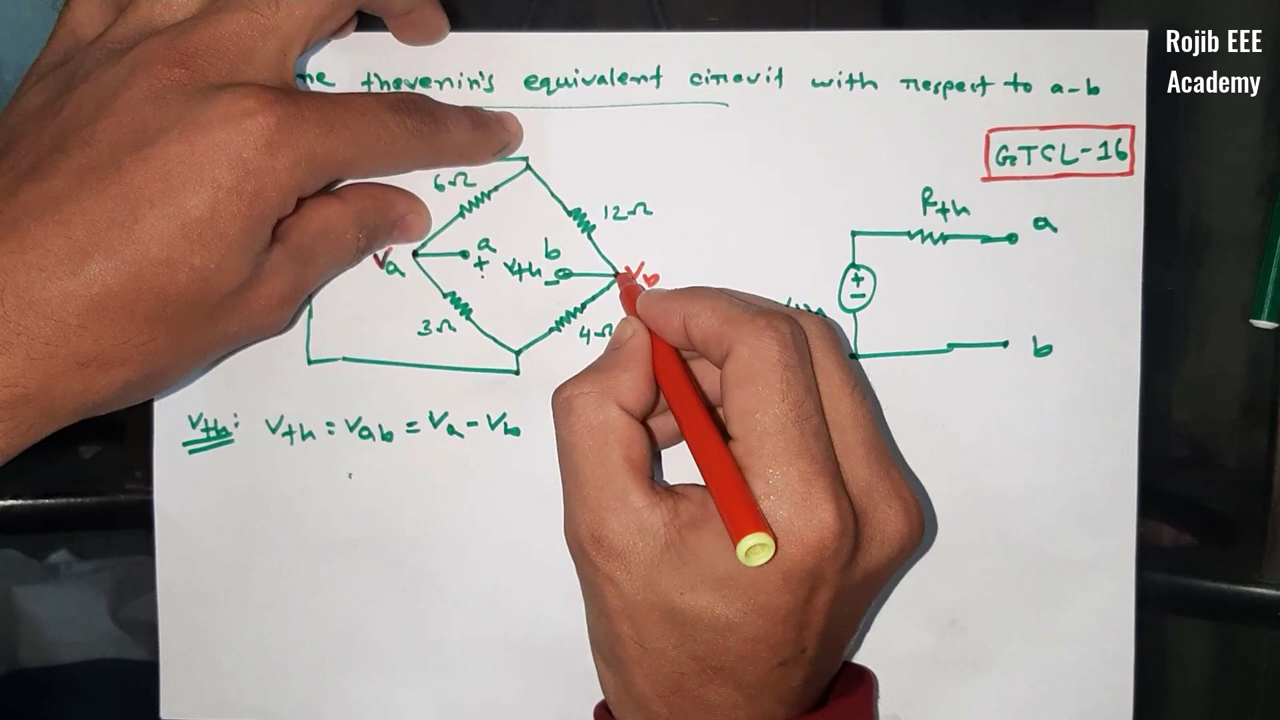 Rojib EEE
Academy
thevenin's equivalent circuit with respect to a-b
GTCL-16
6Ω
12Ω
Rth
a
a
+
b
Vth
-
Va
Vb
+
-
3Ω
4Ω
b
Vth: Vth = Vab = Va - Vb